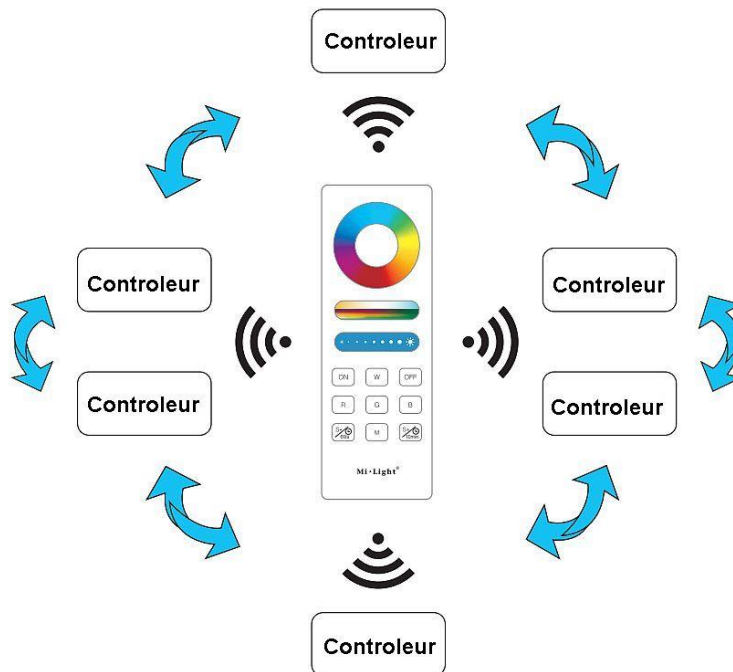 Controleur
Controleur
Controleur
Controleur
Controleur
ON W OFF
R G B
S+ M S+
Mi·Light®
Controleur